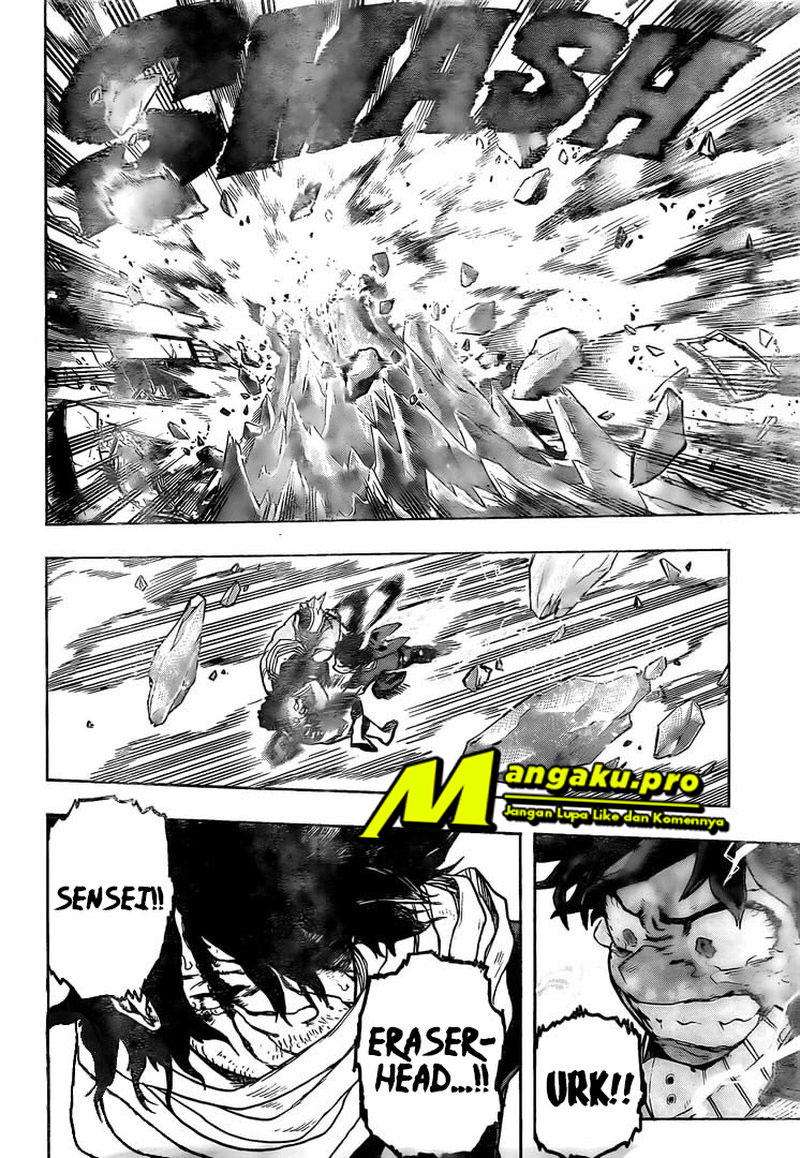 SMASH
Mangaku.pro
Jangan Lupa Like dan Komennya
URK!!
ERASER-
HEAD...!!
SENSEI!!